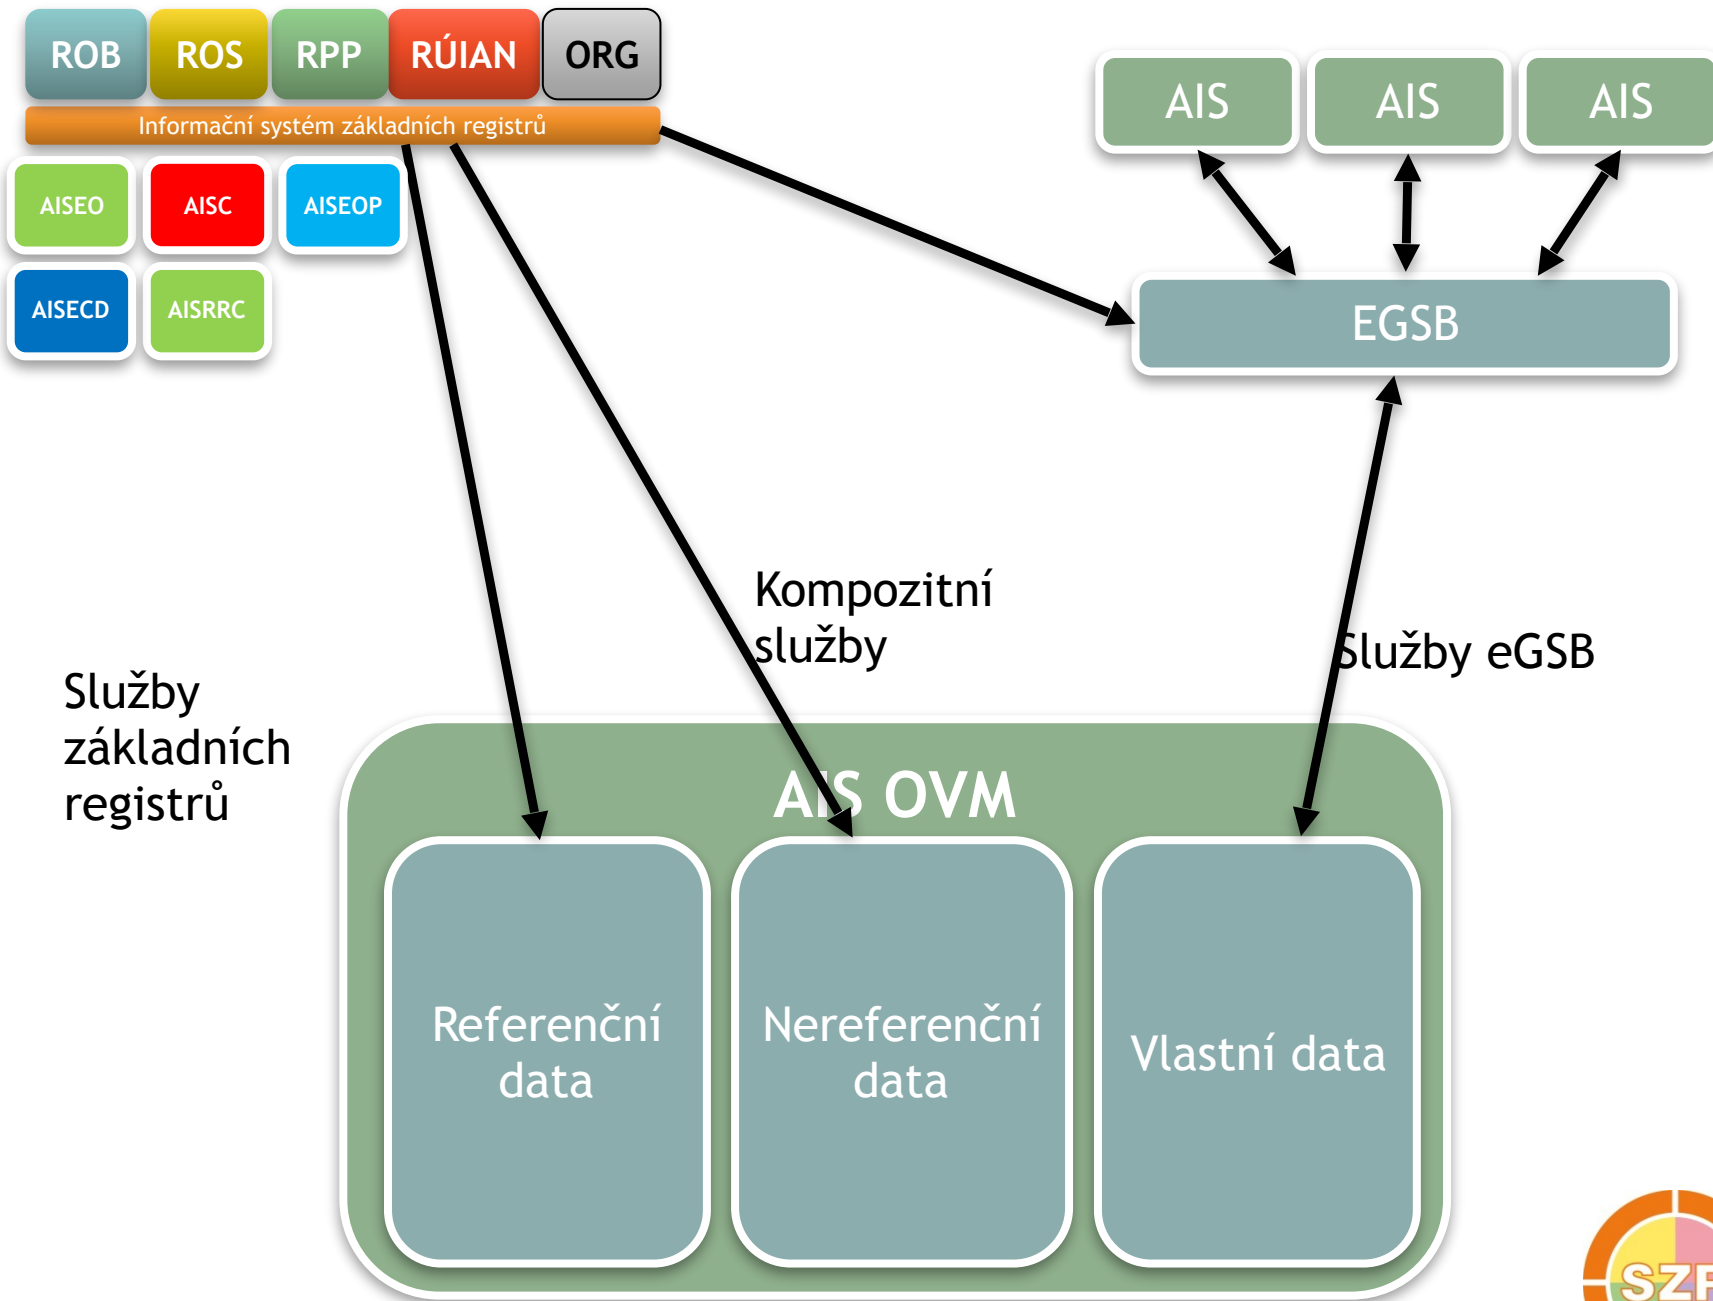 ROB
ROS
RPP
RÚIAN
ORG
Informační systém základních registrů
AISEO
AISC
AISEOP
AISECD
AISRRC
AIS
AIS
AIS
EGSB
Kompozitní
služby
Služby eGSB
Služby
základních
registrů
AIS OVM
Referenční
data
Nereferenční
data
Vlastní data